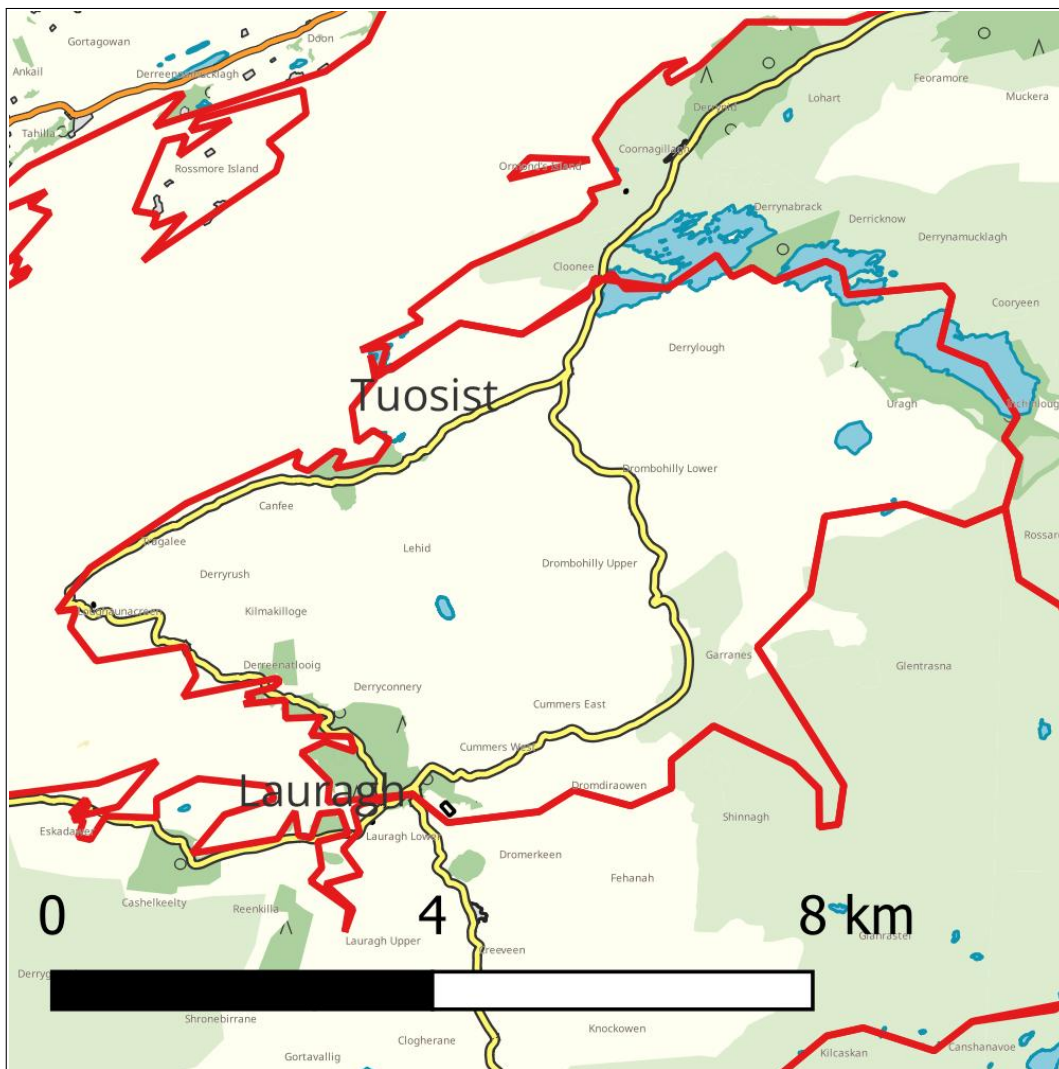 Gortagowan
Doon
Ankail
Tahilla
Rossmore Island
Feoramore
Lohart
Muckera
Coornagillagh
Ormand's Island
Derrynabrack
Derricknow
Derrynamucklagh
Cloonee
Cooryeen
Derrylough
Tuosist
Uragh
Drombohilly Lower
Canfee
Lehid
Drombohilly Upper
Derryrush
Kilmakilloge
Garranes
Glentrasna
Derreenatlooig
Derryconnery
Cummers East
Cummers West
Dromdiraowen
Lauragh
Shinnagh
Lauragh Lower
Dromerkeen
Fehanah
Cashelkeelty
Reenkilla
0
4
8 km
Lauragh Upper
Creeveen
Shronebirrane
Knockowen
Clogherane
Canshanavoe
Kilcaskan
Gortavallig